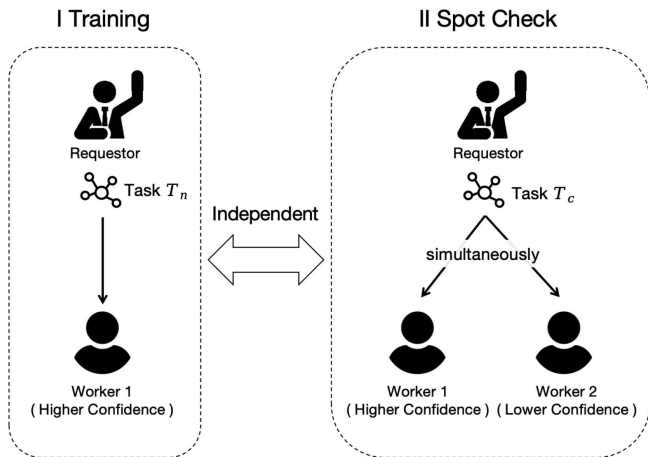 I Training
Requestor
Task Tₙ
Worker 1
( Higher Confidence )
Independent
II Spot Check
Requestor
Task T_c
simultaneously
Worker 1
( Higher Confidence )
Worker 2
( Lower Confidence )